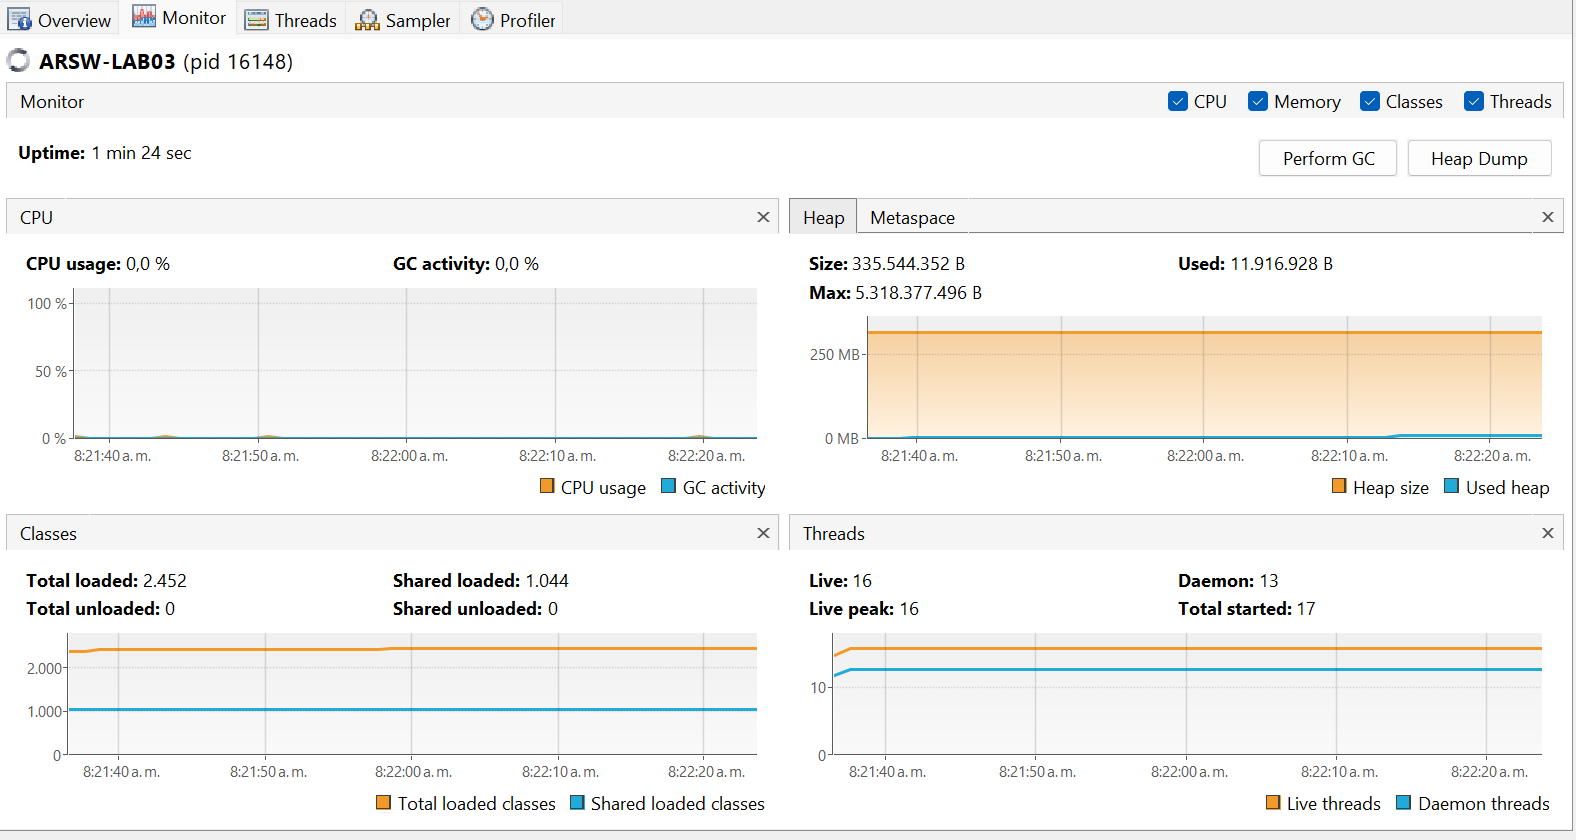 Overview Monitor Threads Sampler Profiler
ARSW-LAB03 (pid 16148)
Monitor CPU Memory Classes Threads
Uptime: 1 min 24 sec
Perform GC Heap Dump
CPU
CPU usage: 0,0 % GC activity: 0,0 %
100 %
50 %
0 %
8:21:40 a. m. 8:21:50 a. m. 8:22:00 a. m. 8:22:10 a. m. 8:22:20 a. m.
CPU usage GC activity
Heap Metaspace
Size: 335.544.352 B Used: 11.916.928 B
Max: 5.318.377.496 B
250 MB
0 MB
8:21:40 a. m. 8:21:50 a. m. 8:22:00 a. m. 8:22:10 a. m. 8:22:20 a. m.
Heap size Used heap
Classes
Total loaded: 2.452 Shared loaded: 1.044
Total unloaded: 0 Shared unloaded: 0
2.000
1.000
0
8:21:40 a. m. 8:21:50 a. m. 8:22:00 a. m. 8:22:10 a. m. 8:22:20 a. m.
Total loaded classes Shared loaded classes
Threads
Live: 16 Daemon: 13
Live peak: 16 Total started: 17
10
0
8:21:40 a. m. 8:21:50 a. m. 8:22:00 a. m. 8:22:10 a. m. 8:22:20 a. m.
Live threads Daemon threads